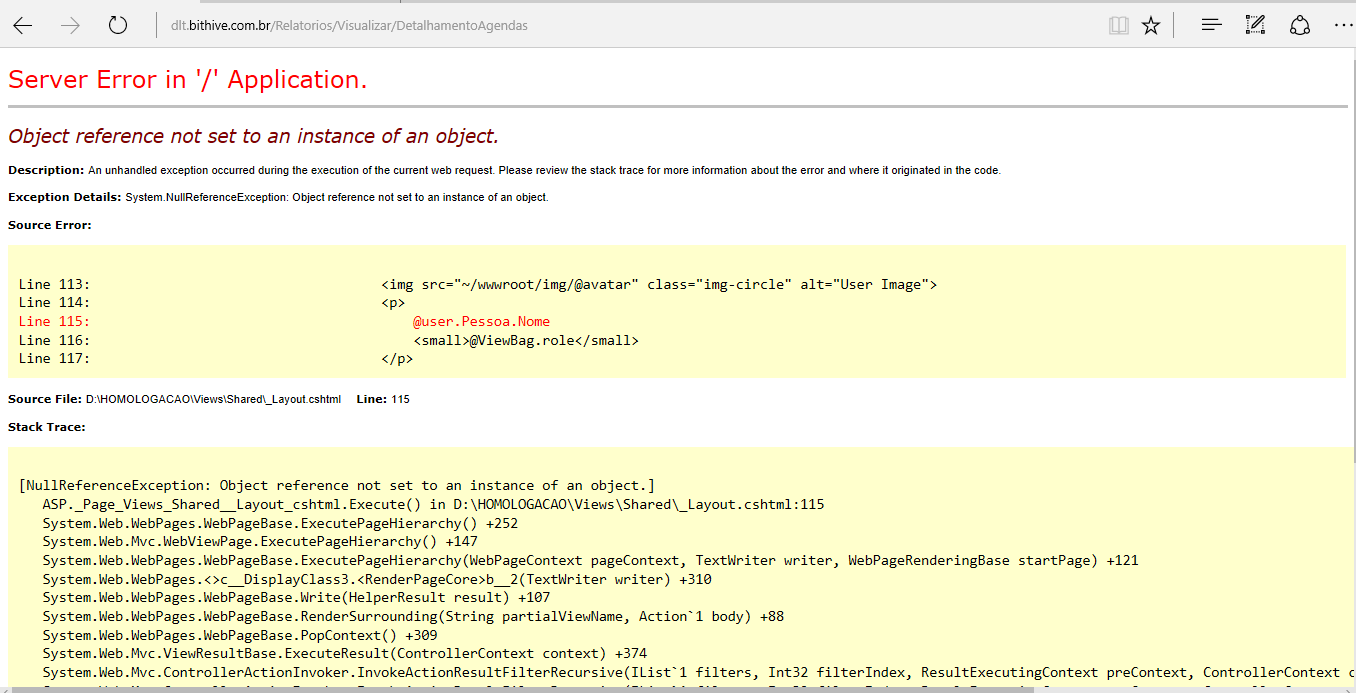 dlt.bithive.com.br/Relatorios/Visualizar/DetalhamentoAgendas
Server Error in '/' Application.
Object reference not set to an instance of an object.
Description: An unhandled exception occurred during the execution of the current web request. Please review the stack trace for more information about the error and where it originated in the code.
Exception Details: System.NullReferenceException: Object reference not set to an instance of an object.
Source Error:
Line 113: <img src="~/wwwroot/img/@avatar" class="img-circle" alt="User Image">
Line 114: <p>
Line 115: @user.Pessoa.Nome
Line 116: <small>@ViewBag.role</small>
Line 117: </p>
Source File: D:\HOMOLOGACAO\Views\Shared\_Layout.cshtml Line: 115
Stack Trace:
[NullReferenceException: Object reference not set to an instance of an object.]
ASP._Page_Views_Shared__Layout_cshtml.Execute() in D:\HOMOLOGACAO\Views\Shared\_Layout.cshtml:115
System.Web.WebPages.WebPageBase.ExecutePageHierarchy() +252
System.Web.Mvc.WebViewPage.ExecutePageHierarchy() +147
System.Web.WebPages.WebPageBase.ExecutePageHierarchy(WebPageContext pageContext, TextWriter writer, WebPageRenderingBase startPage) +121
System.Web.WebPages.<>c__DisplayClass3.<RenderPageCore>b__2(TextWriter writer) +310
System.Web.WebPages.WebPageBase.Write(HelperResult result) +107
System.Web.WebPages.WebPageBase.RenderSurrounding(String partialViewName, Action`1 body) +88
System.Web.WebPages.WebPageBase.PopContext() +309
System.Web.Mvc.ViewResultBase.ExecuteResult(ControllerContext context) +374
System.Web.Mvc.ControllerActionInvoker.InvokeActionResultFilterRecursive(IList`1 filters, Int32 filterIndex, ResultExecutingContext preContext, ControllerContext c